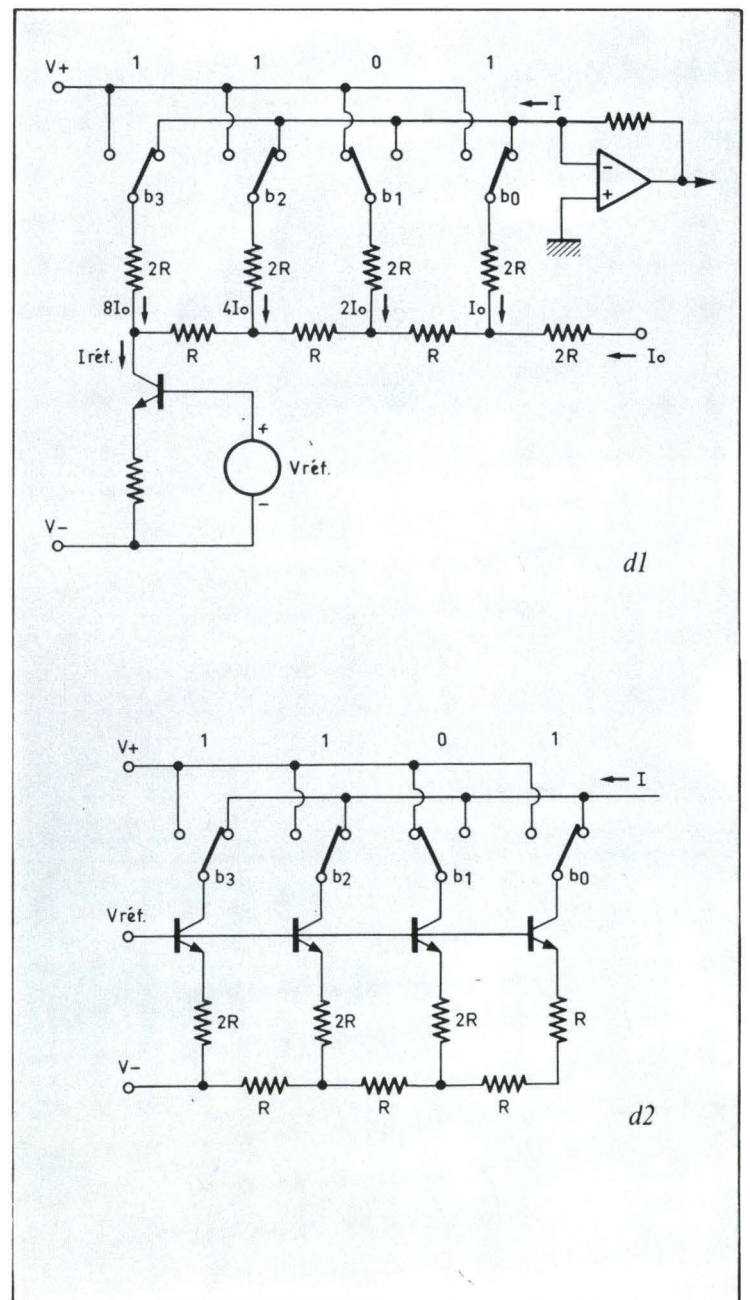 1 1 0 1
V+
← I
b3 b2 b1 b0
-
+
2R 2R 2R 2R
8Io 4Io 2Io Io
R R R 2R
← Io
Iréf.
+
Vréf.
-
V-
d1
1 1 0 1
V+
← I
b3 b2 b1 b0
Vréf.
2R 2R 2R R
V-
R R R
d2